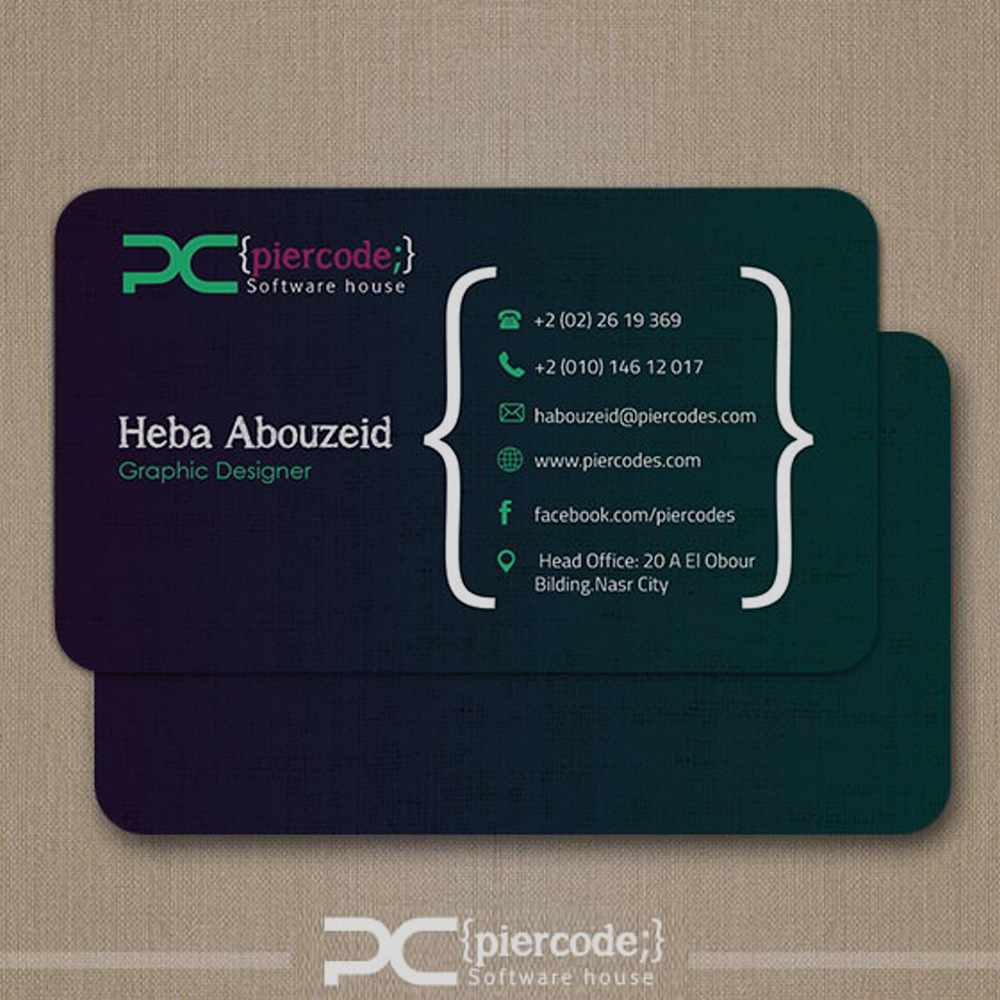 PC {piercode;}
Software house
Heba Abouzeid
Graphic Designer
+2 (02) 26 19 369
+2 (010) 146 12 017
habouzeid@piercodes.com
www.piercodes.com
facebook.com/piercodes
Head Office: 20 A El Obour
Bilding.Nasr City
PC {piercode;}
Software house